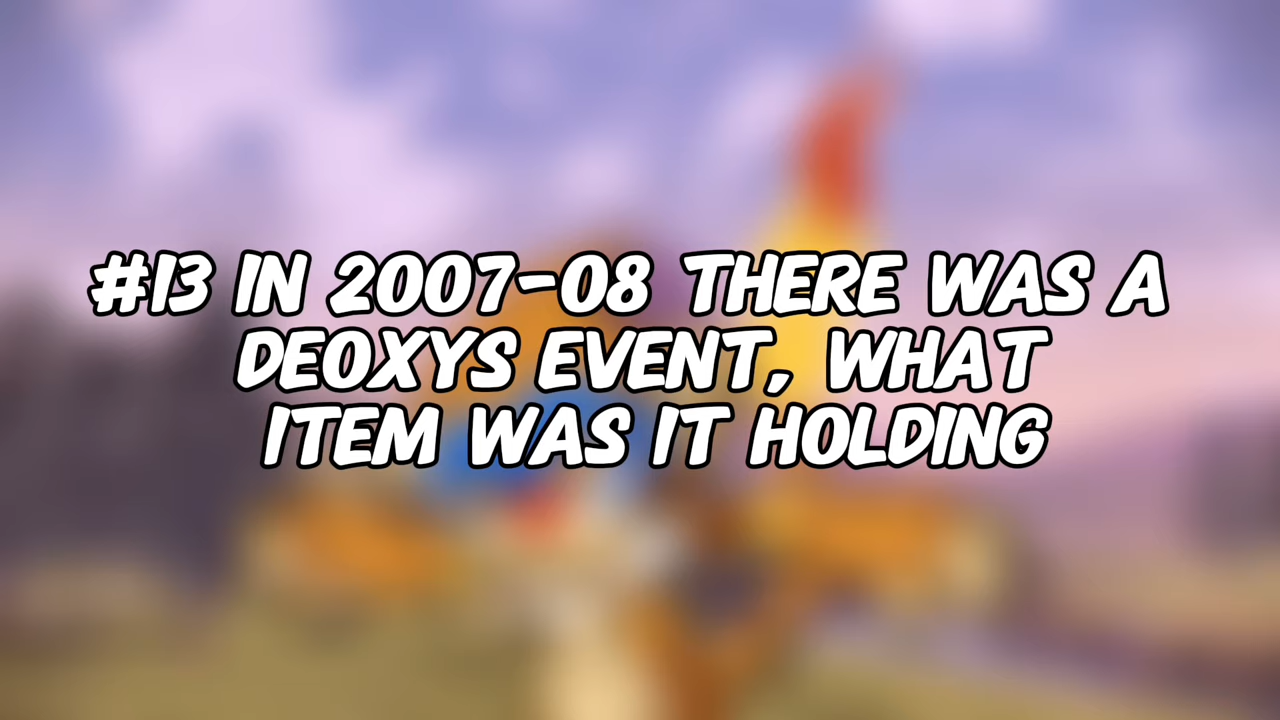 #13 IN 2007-08 THERE WAS A
DEOXYS EVENT, WHAT
ITEM WAS IT HOLDING